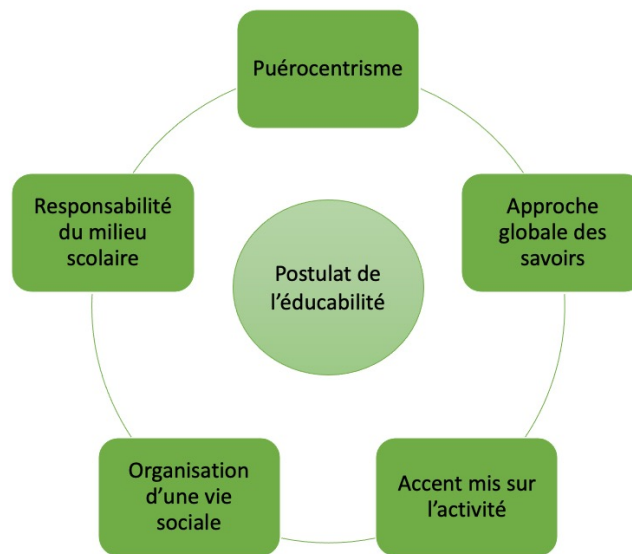 Puérocentrisme
Approche
globale des
savoirs
Accent mis sur
l’activité
Organisation
d’une vie
sociale
Responsabilité
du milieu
scolaire
Postulat de
l’éducabilité